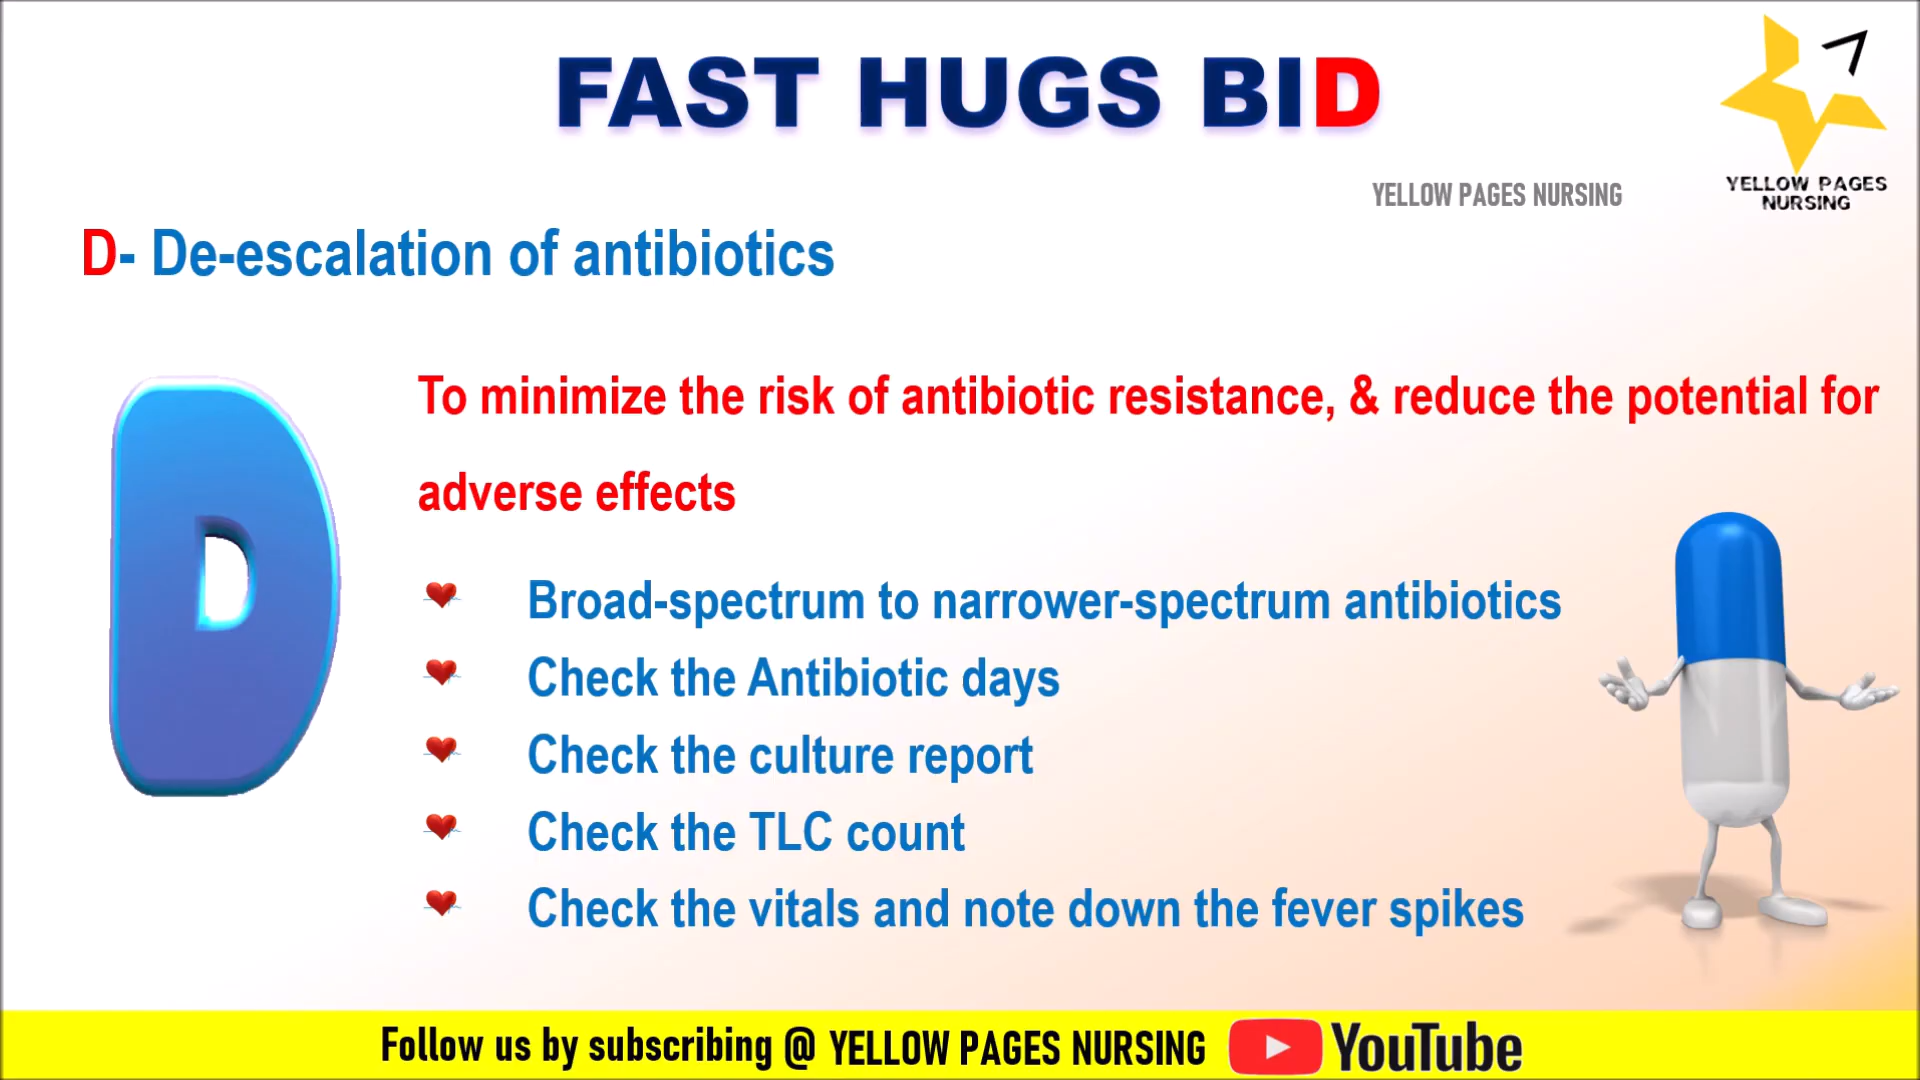 FAST HUGS BID
YELLOW PAGES NURSING
YELLOW PAGES
NURSING
D- De-escalation of antibiotics
D
To minimize the risk of antibiotic resistance, & reduce the potential for
adverse effects
Broad-spectrum to narrower-spectrum antibiotics
Check the Antibiotic days
Check the culture report
Check the TLC count
Check the vitals and note down the fever spikes
Follow us by subscribing @ YELLOW PAGES NURSING YouTube